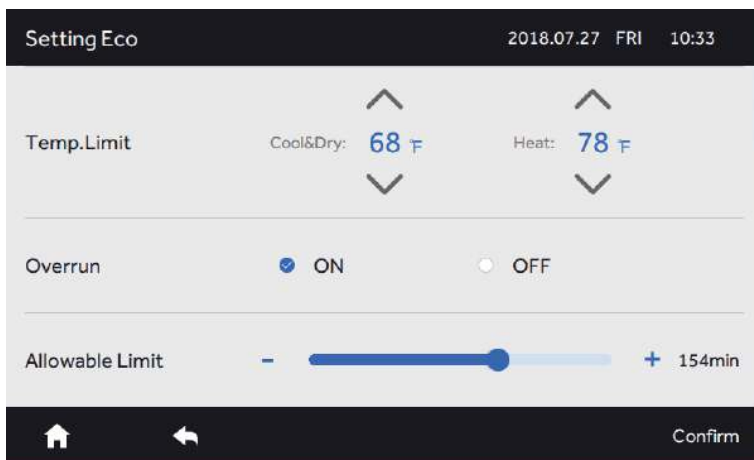 Setting Eco 2018.07.27 FRI 10:33
Temp.Limit Cool&Dry: 68 °F Heat: 78 °F
Overrun ON OFF
Allowable Limit - + 154min
Confirm